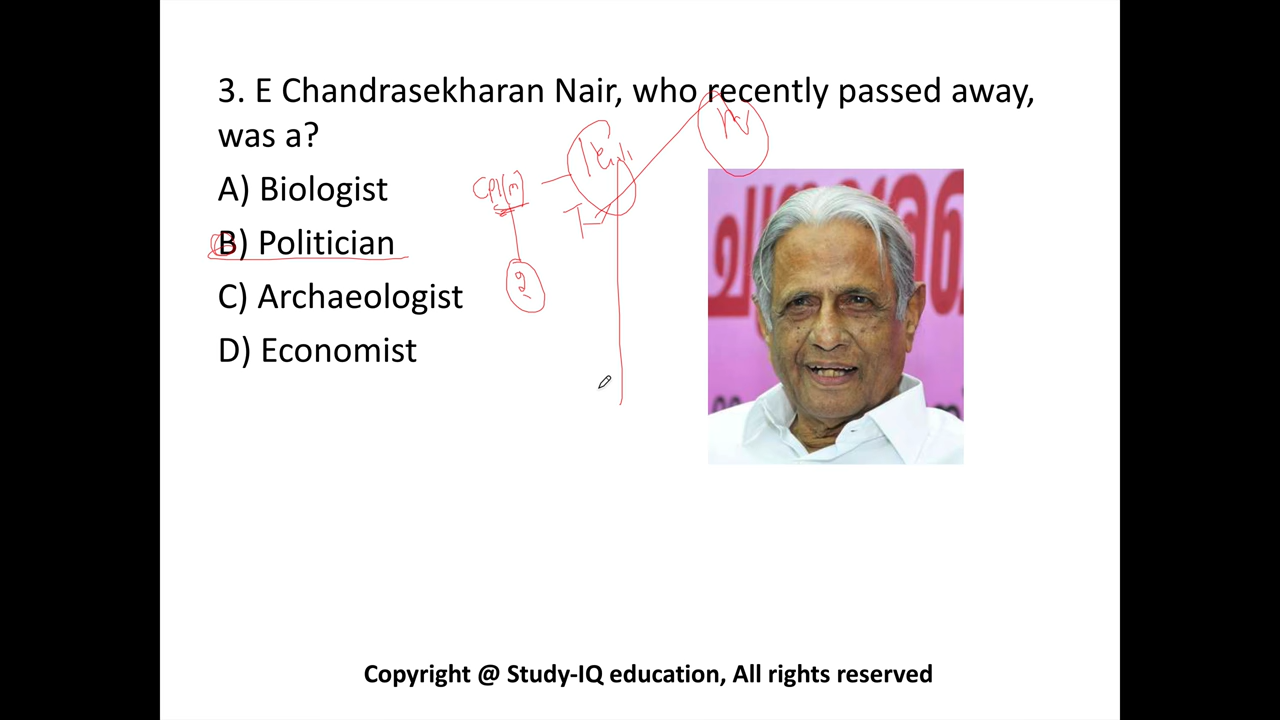 3. E Chandrasekharan Nair, who recently passed away,
was a?
A) Biologist
B) Politician
C) Archaeologist
D) Economist
CPI(m)
Copyright @ Study-IQ education, All rights reserved